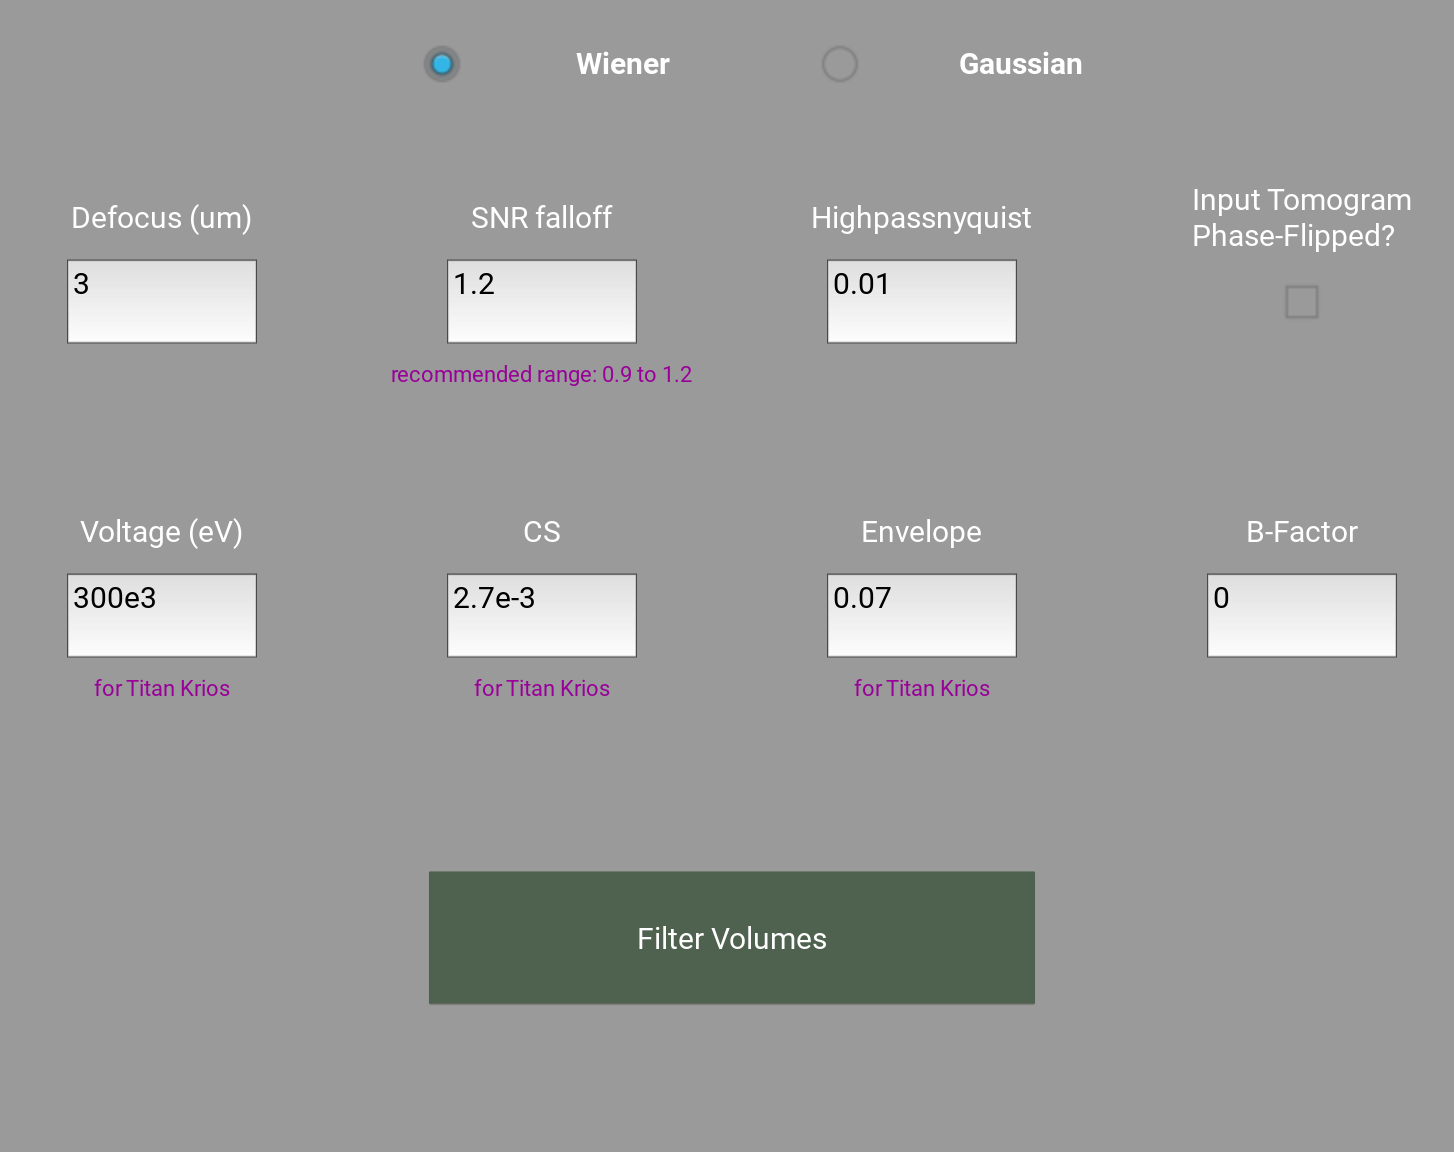 Wiener
Gaussian
Defocus (um)
SNR falloff
Highpassnyquist
Input Tomogram
Phase-Flipped?
3
1.2
0.01
recommended range: 0.9 to 1.2
Voltage (eV)
CS
Envelope
B-Factor
300e3
2.7e-3
0.07
0
for Titan Krios
for Titan Krios
for Titan Krios
Filter Volumes